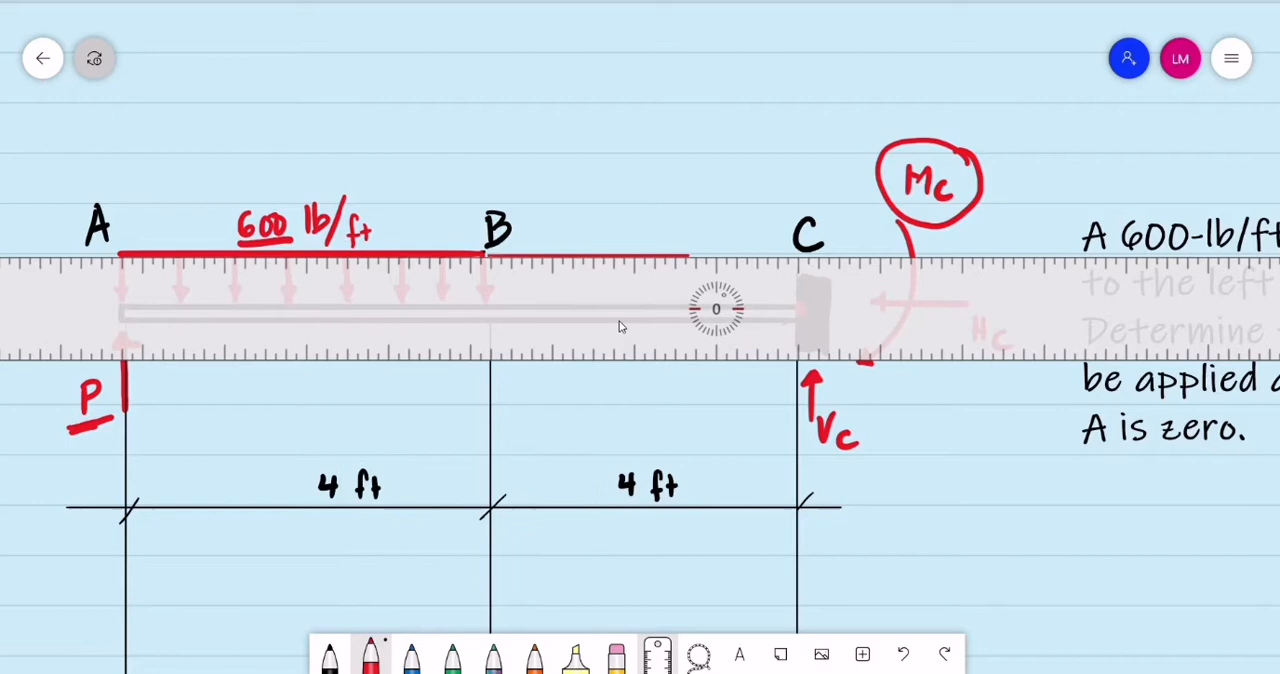 LM
Mc
A 600 lb/ft B C
A 600-lb/ft
to the left
Determine
be applied
A is zero.
0
Hc
P
Vc
4 ft 4 ft
A